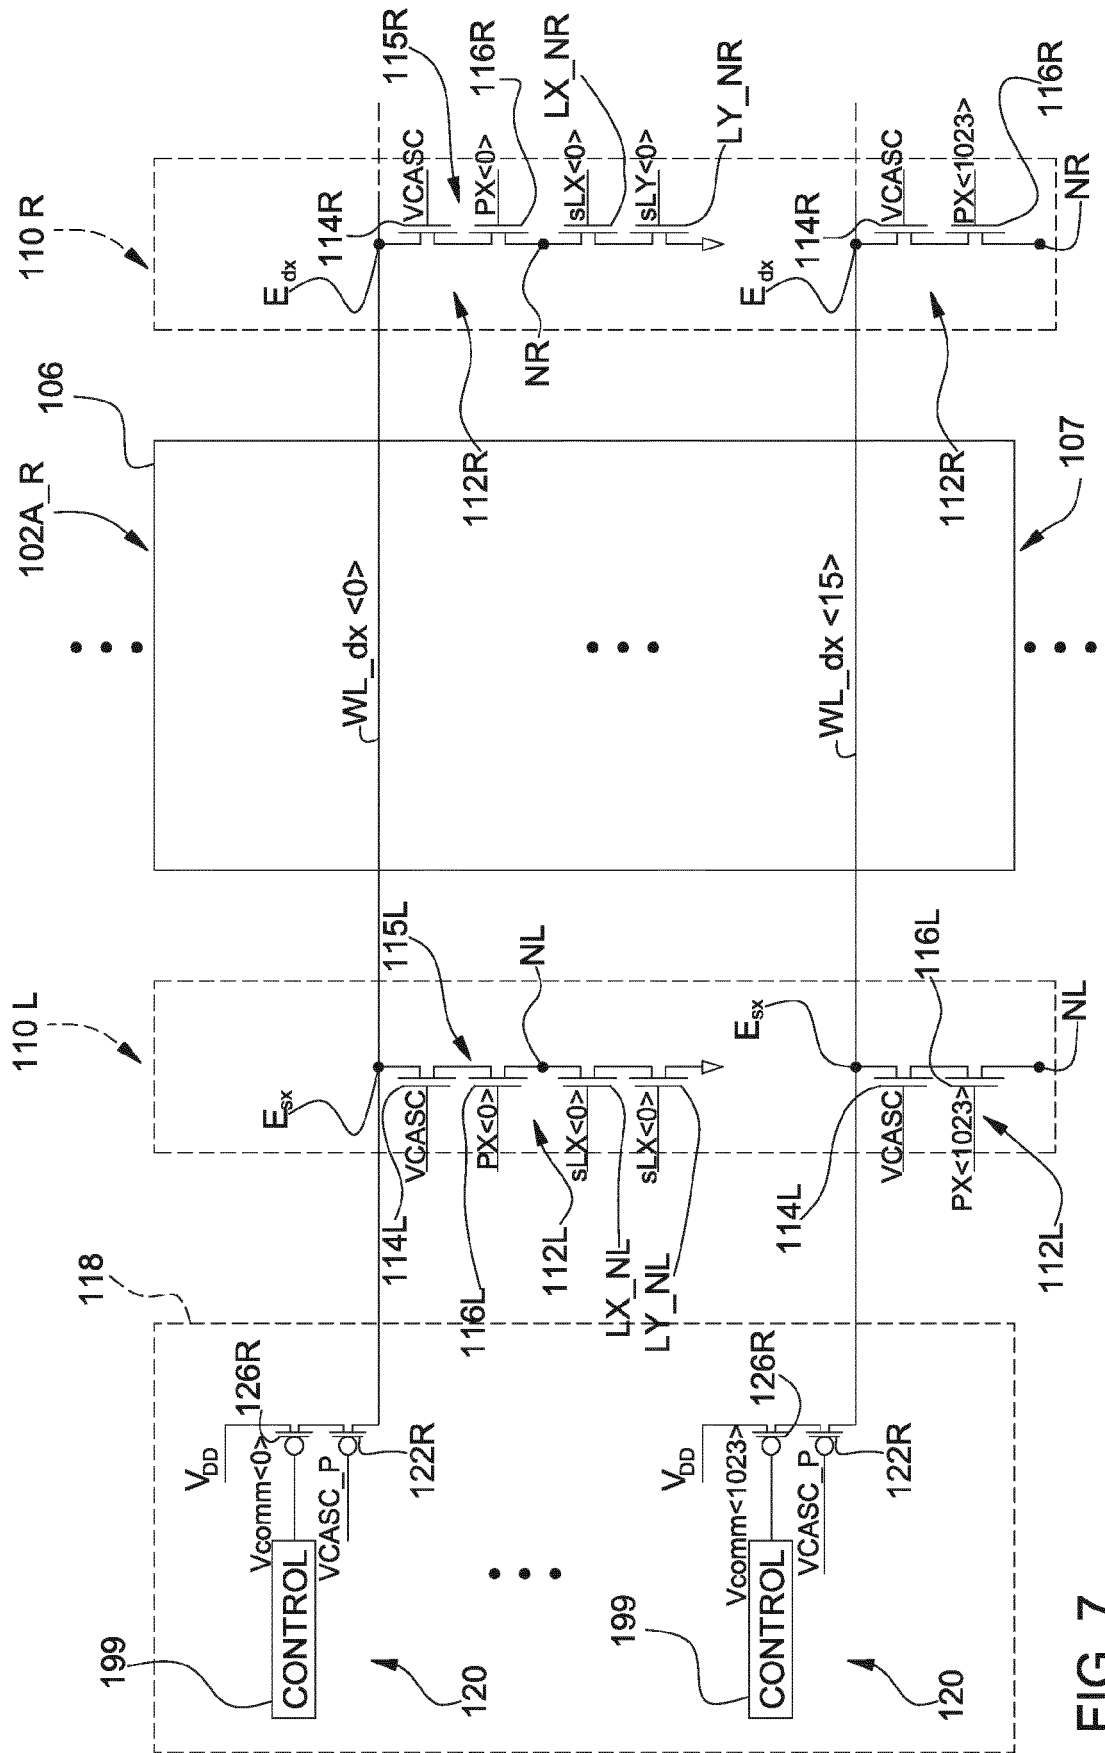 110 R
115R
116R
LX_NR
LY_NR
VCASC
PX<0>
sLX<0>
sLY<0>
114R
Edx
NR
112R
VCASC
PX<1023>
116R
114R
Edx
NR
112R
102A_R
106
107
WL_dx <0>
WL_dx <15>
110 L
115L
NL
Esx
VCASC
PX<0>
sLX<0>
sLX<0>
114L
116L
112L
LX_NL
LY_NL
Esx
116L
NL
VCASC
PX<1023>
114L
112L
118
VDD
126R
Vcomm<0>
VCASC_P
122R
CONTROL
199
120
VDD
126R
Vcomm<1023>
VCASC_P
122R
CONTROL
199
120
FIG. 7